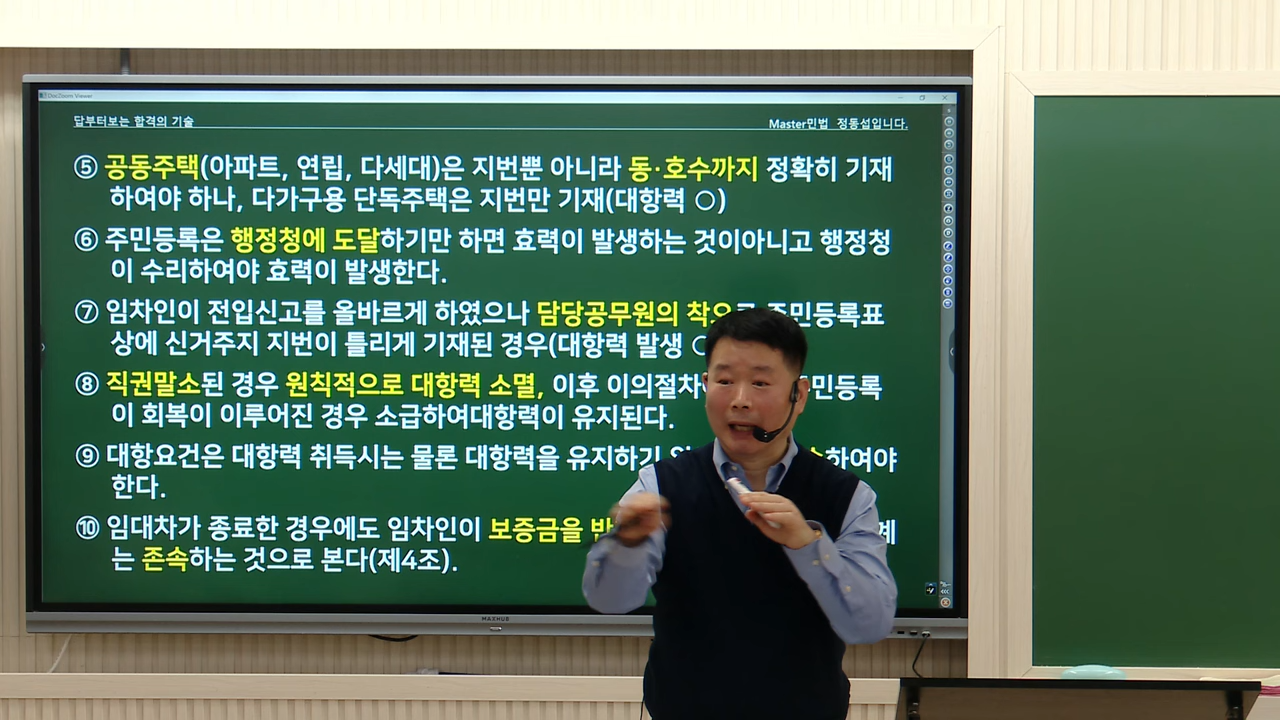 DocZoom Viewer
답부터보는 합격의 기술
Master민법 정동섭입니다.
⑤ 공동주택(아파트, 연립, 다세대)은 지번뿐 아니라 동·호수까지 정확히 기재
하여야 하나, 다가구용 단독주택은 지번만 기재(대항력 ○)
⑥ 주민등록은 행정청에 도달하기만 하면 효력이 발생하는 것이아니고 행정청
이 수리하여야 효력이 발생한다.
⑦ 임차인이 전입신고를 올바르게 하였으나 담당공무원의 주민등록표
상에 신거주지 지번이 틀리게 기재된 경우(대항력 발생
⑧ 직권말소된 경우 원칙적으로 대항력 소멸, 이후 주민등록
이 회복이 이루어진 경우 소급하여대항력이 유지된다.
⑨ 대항요건은 대항력 취득시는 물론 대항력을 유지하기 하여야
한다.
⑩ 임대차가 종료한 경우에도 임차인이 보증금을
는 존속하는 것으로 본다(제4조).
MAXHUB